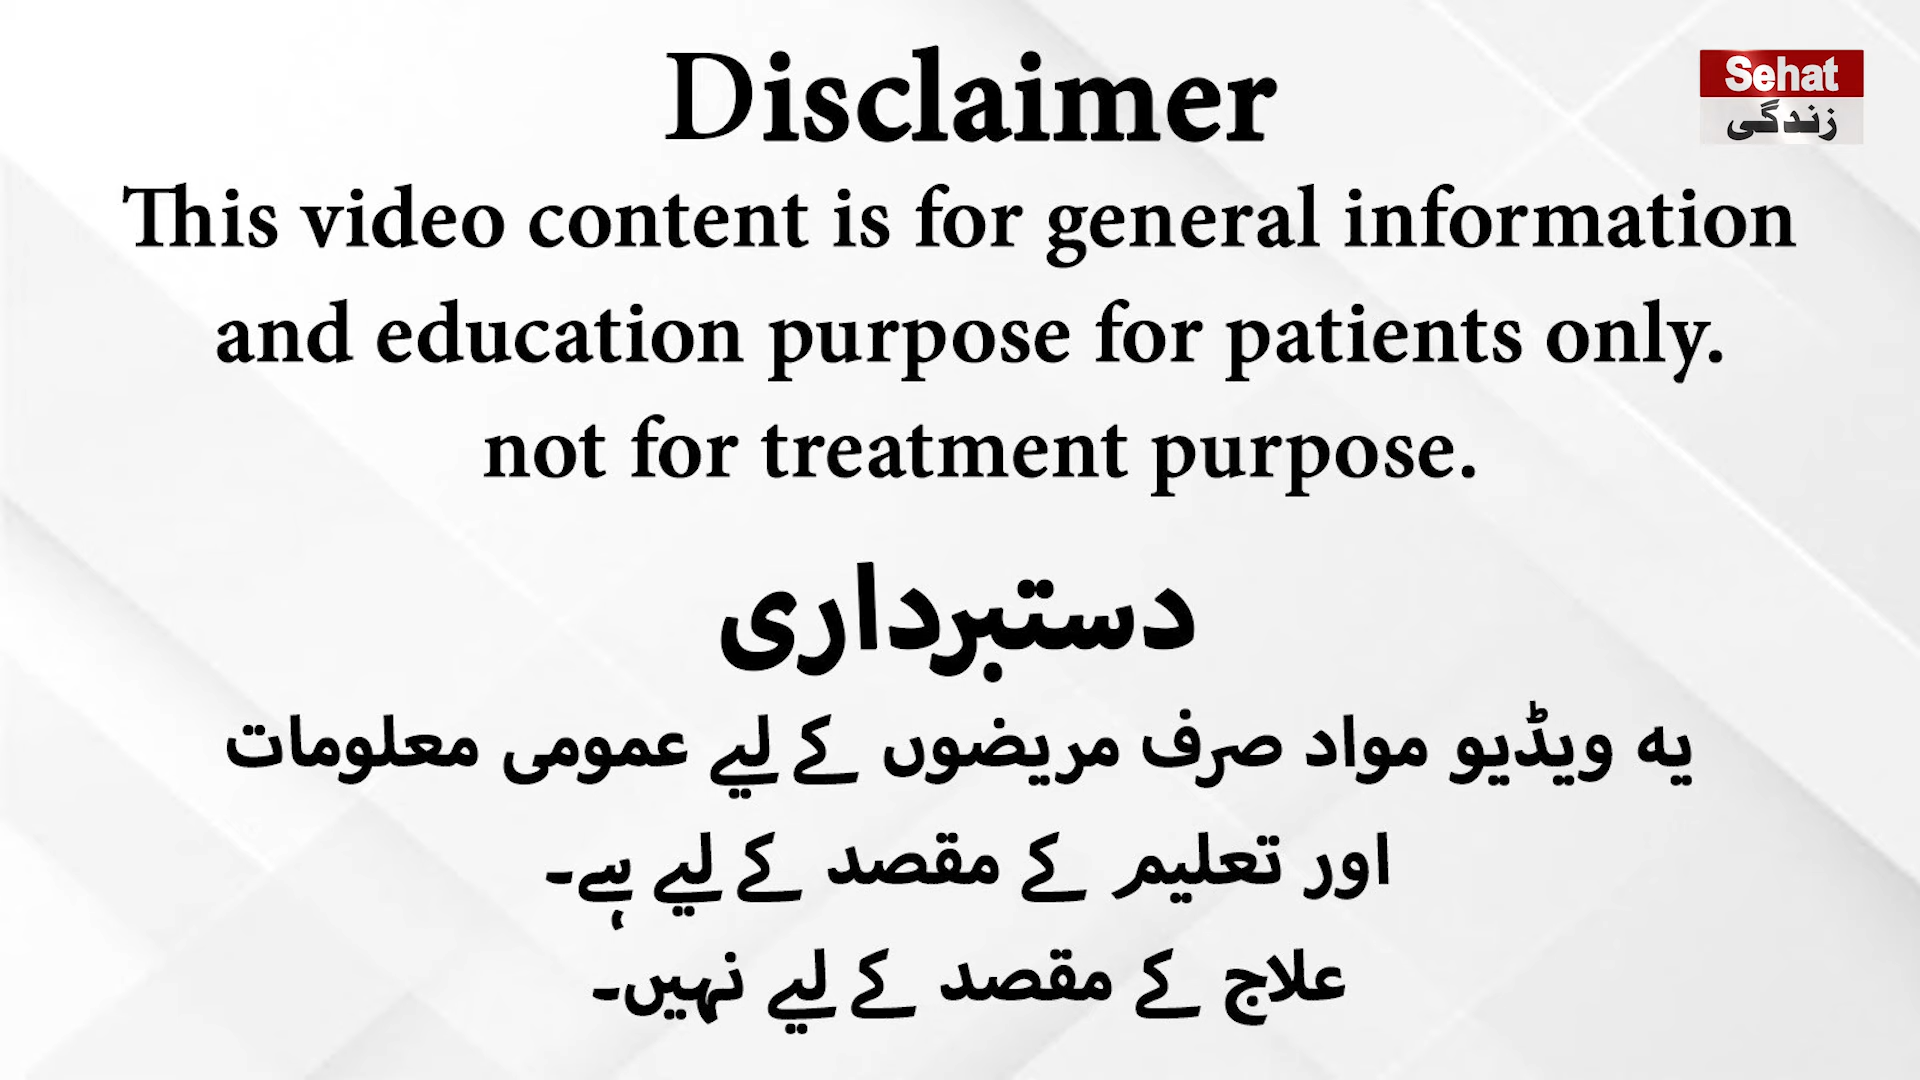 Disclaimer
Sehat
زندگی
This video content is for general information
and education purpose for patients only.
not for treatment purpose.
دستبرداری
یہ ویڈیو مواد صرف مریضوں کے لیے عمومی معلومات
اور تعلیم کے مقصد کے لیے ہے۔
علاج کے مقصد کے لیے نہیں۔